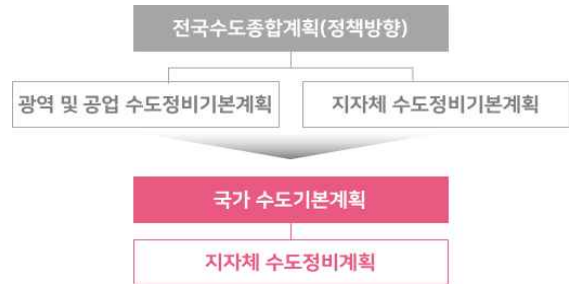 전국수도종합계획(정책방향)
광역 및 공업 수도정비기본계획
지자체 수도정비기본계획
국가 수도기본계획
지자체 수도정비계획